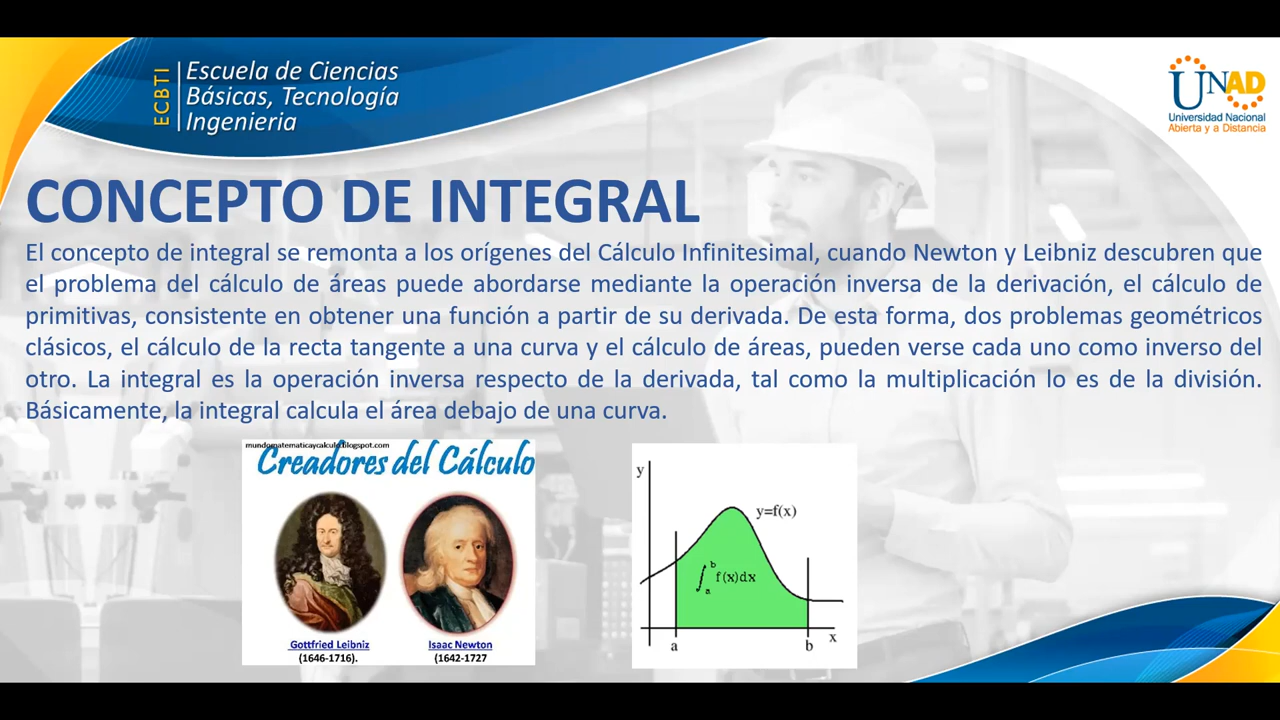 ECBTI
Escuela de Ciencias
Básicas, Tecnología
Ingenieria
UNAD
Universidad Nacional
Abierta y a Distancia
CONCEPTO DE INTEGRAL
El concepto de integral se remonta a los orígenes del Cálculo Infinitesimal, cuando Newton y Leibniz descubren que
el problema del cálculo de áreas puede abordarse mediante la operación inversa de la derivación, el cálculo de
primitivas, consistente en obtener una función a partir de su derivada. De esta forma, dos problemas geométricos
clásicos, el cálculo de la recta tangente a una curva y el cálculo de áreas, pueden verse cada uno como inverso del
otro. La integral es la operación inversa respecto de la derivada, tal como la multiplicación lo es de la división.
Básicamente, la integral calcula el área debajo de una curva.
mundomatematicaycalculo.blogspot.com
Creadores del Cálculo
Gottfried Leibniz
(1646-1716).
Isaac Newton
(1642-1727
y
y=f(x)
∫ₐᵇ f(x)dx
a
b
x